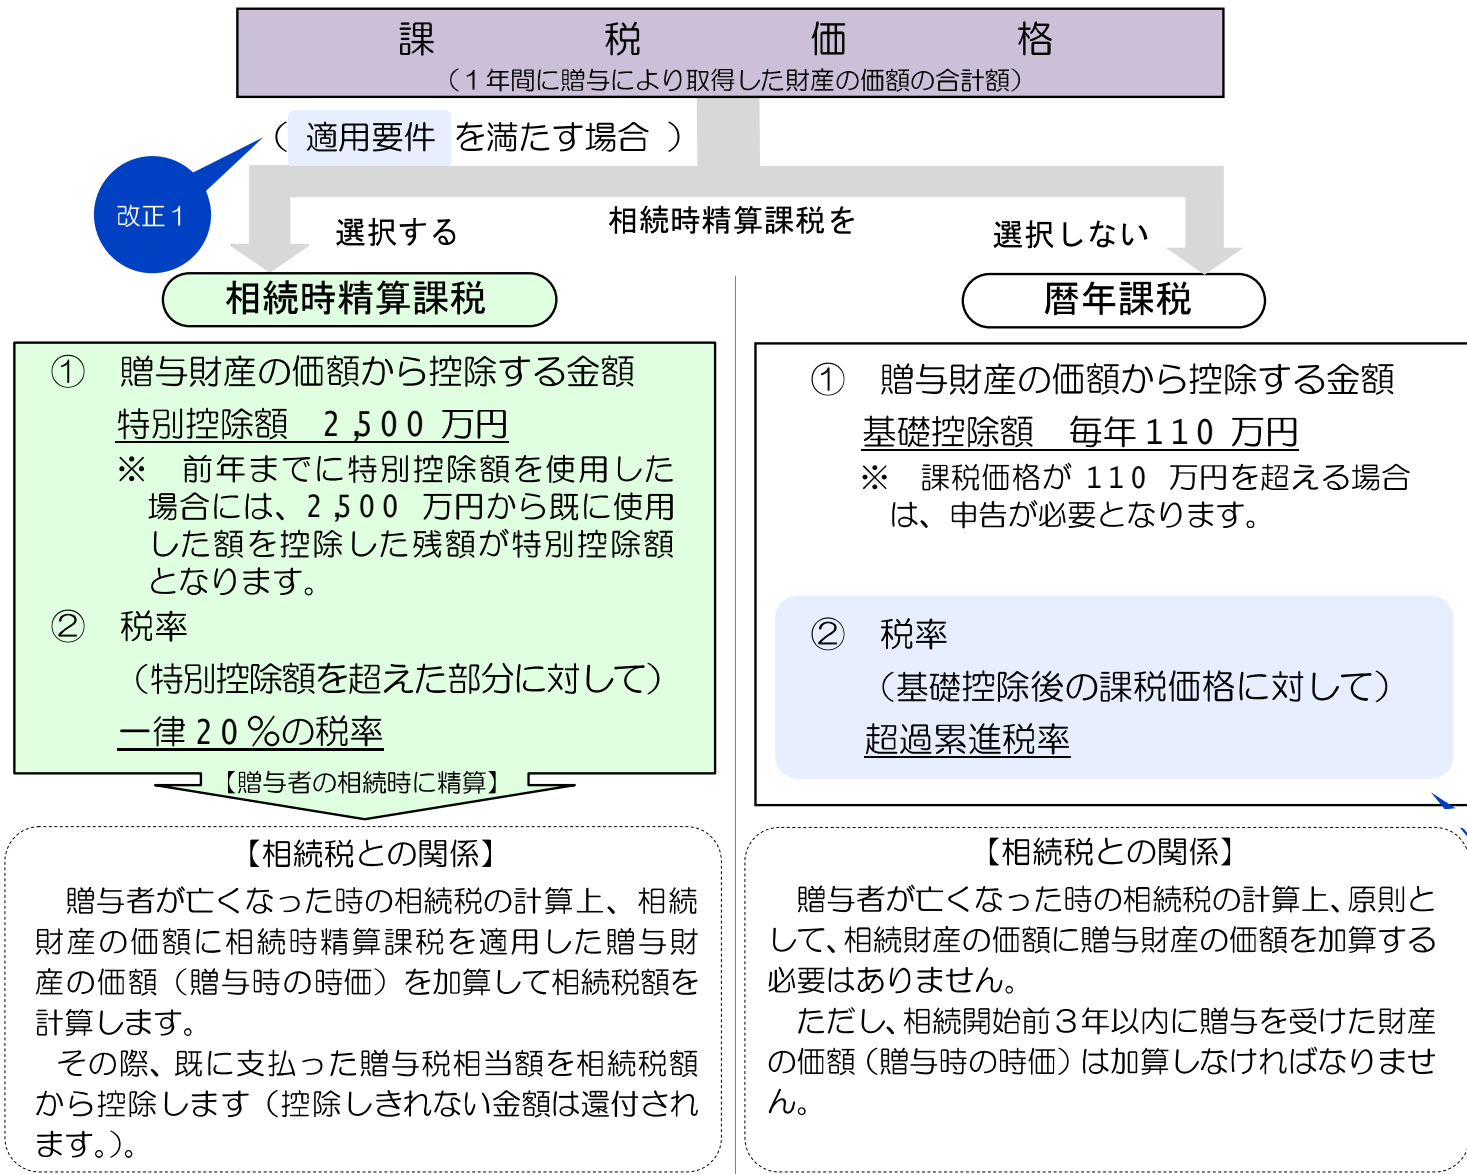 課税価格
（１年間に贈与により取得した財産の価額の合計額）
（ 適用要件 を満たす場合 ）
改正１
選択する
相続時精算課税を
選択しない
相続時精算課税
① 贈与財産の価額から控除する金額
特別控除額 2,500 万円
※ 前年までに特別控除額を使用した
場合には、2,500 万円から既に使用
した額を控除した残額が特別控除額
となります。
② 税率
（特別控除額を超えた部分に対して）
一律 20％の税率
【贈与者の相続時に精算】
【相続税との関係】
贈与者が亡くなった時の相続税の計算上、相続
財産の価額に相続時精算課税を適用した贈与財
産の価額（贈与時の時価）を加算して相続税額を
計算します。
その際、既に支払った贈与税相当額を相続税額
から控除します（控除しきれない金額は還付され
ます。）。
暦年課税
① 贈与財産の価額から控除する金額
基礎控除額 毎年 110 万円
※ 課税価格が 110 万円を超える場合
は、申告が必要となります。
② 税率
（基礎控除後の課税価格に対して）
超過累進税率
【相続税との関係】
贈与者が亡くなった時の相続税の計算上、原則と
して、相続財産の価額に贈与財産の価額を加算する
必要はありません。
ただし、相続開始前３年以内に贈与を受けた財産
の価額（贈与時の時価）は加算しなければなりませ
ん。